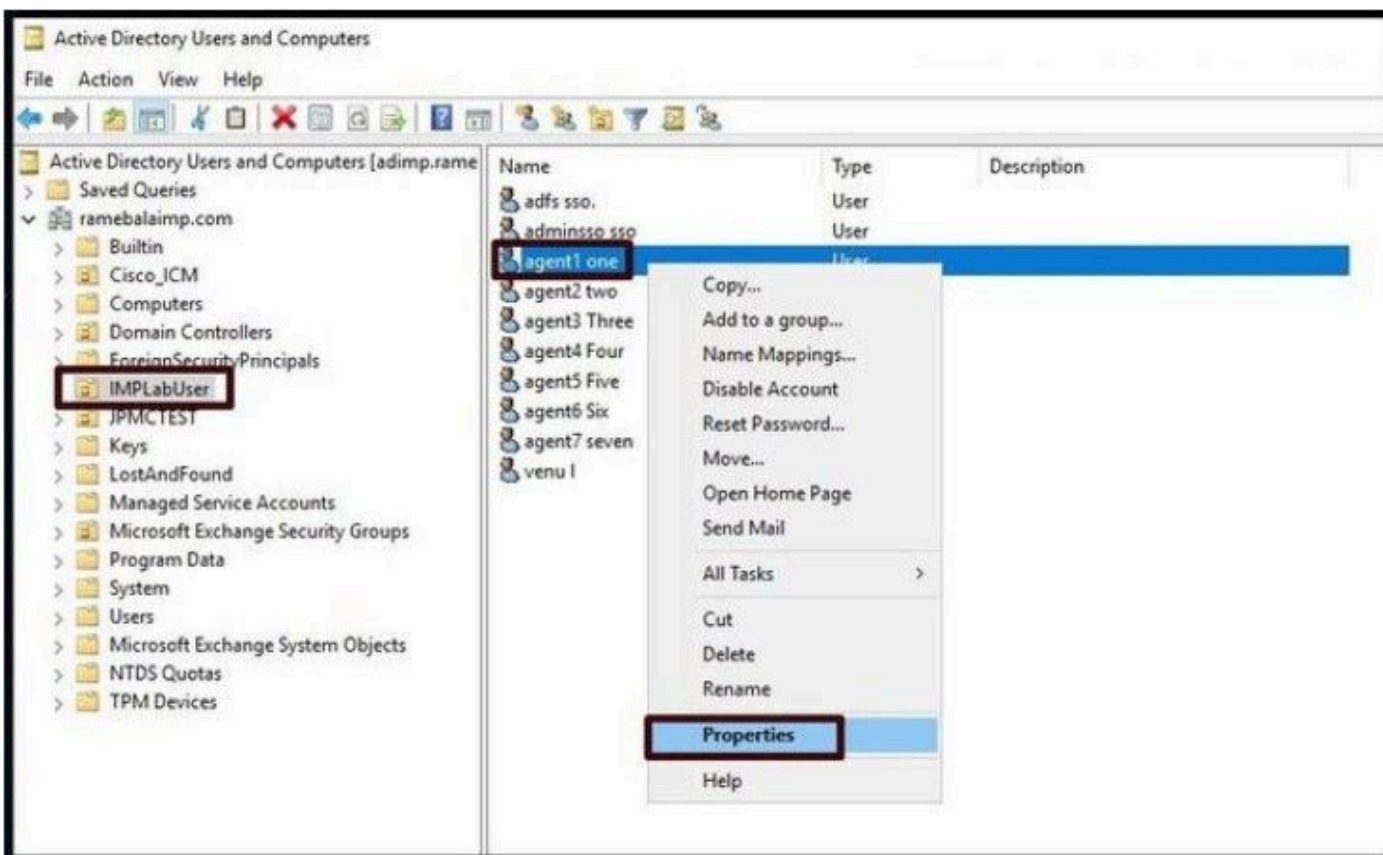 Active Directory Users and Computers
File Action View Help
Active Directory Users and Computers [adimp.rame
Saved Queries
ramebalaimp.com
Builtin
Cisco_ICM
Computers
Domain Controllers
ForeignSecurityPrincipals
IMPLabUser
JPMCTEST
Keys
LostAndFound
Managed Service Accounts
Microsoft Exchange Security Groups
Program Data
System
Users
Microsoft Exchange System Objects
NTDS Quotas
TPM Devices
Name Type Description
adfs sso. User
adminsso sso User
agent1 one User
agent2 two
agent3 Three
agent4 Four
agent5 Five
agent6 Six
agent7 seven
venu l
Copy...
Add to a group...
Name Mappings...
Disable Account
Reset Password...
Move...
Open Home Page
Send Mail
All Tasks >
Cut
Delete
Rename
Properties
Help